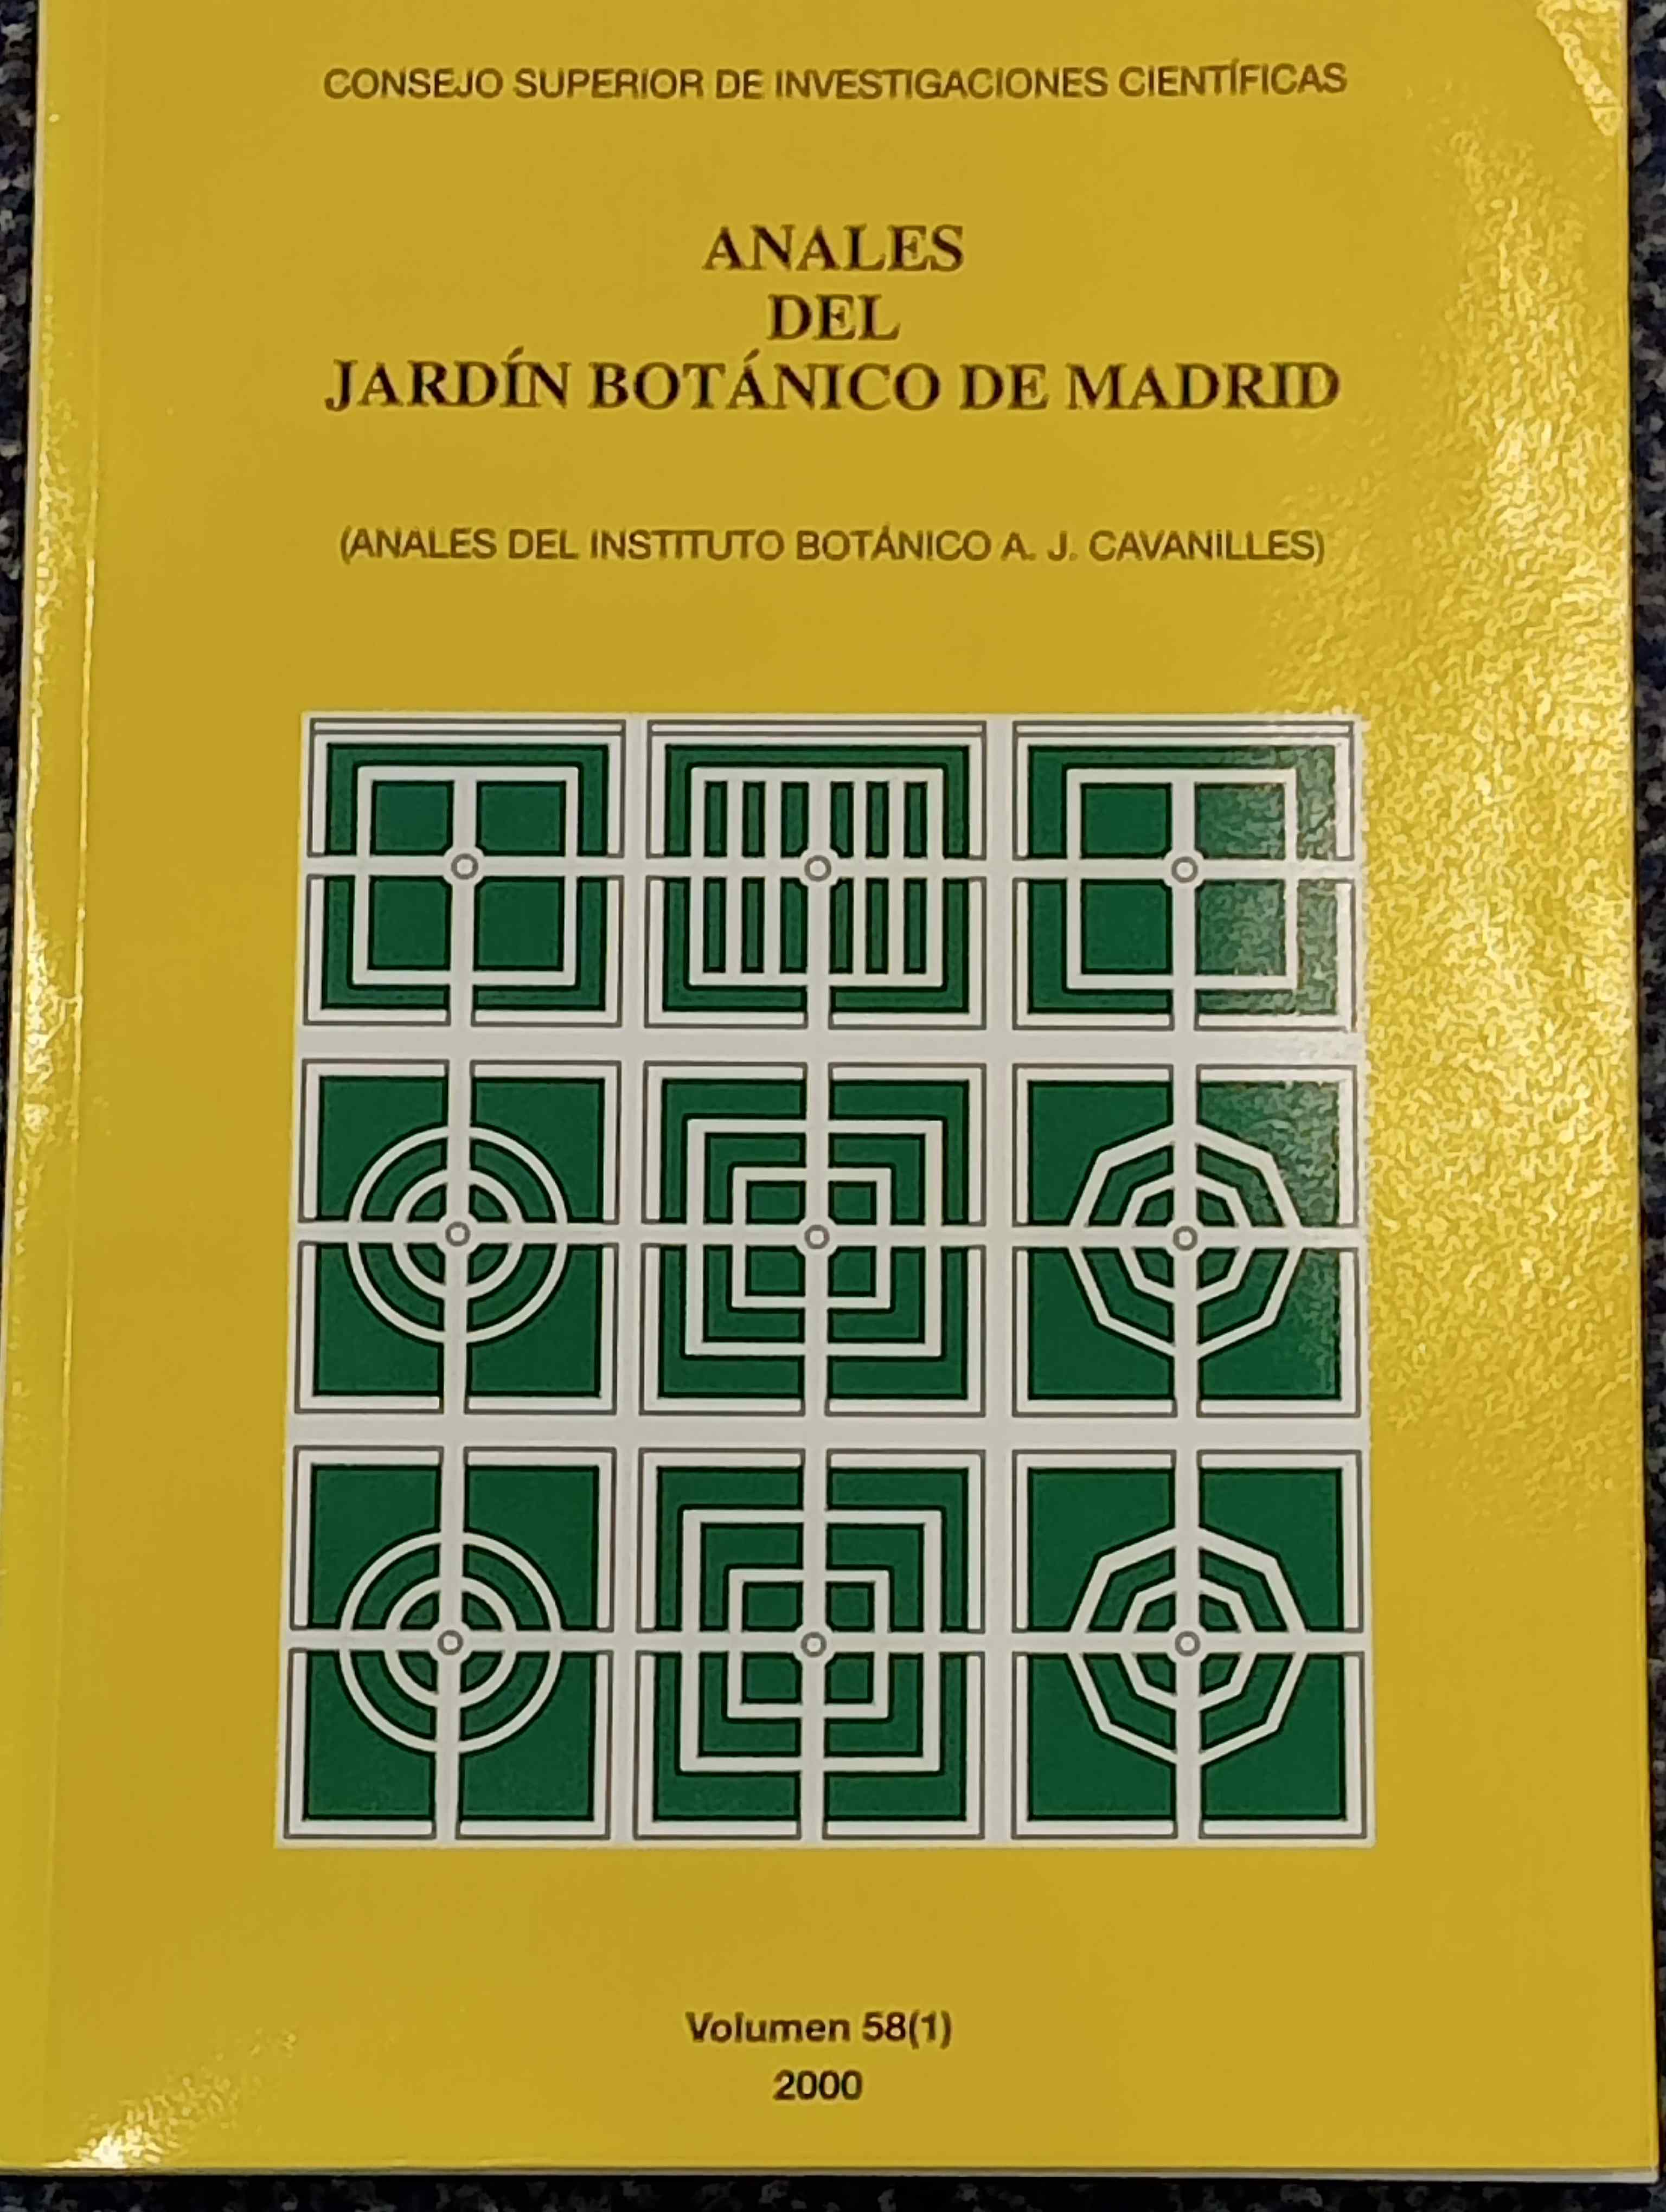 CONSEJO SUPERIOR DE INVESTIGACIONES CIENTÍFICAS
ANALES
DEL
JARDÍN BOTÁNICO DE MADRID
(ANALES DEL INSTITUTO BOTÁNICO A. J. CAVANILLES)
Volumen 58(1)
2000